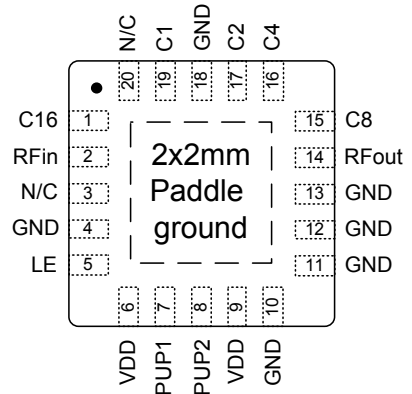 N/C C1 GND C2 C4
20 19 18 17 16
C16 1 15 C8
RFin 2 14 RFout
N/C 3 13 GND
GND 4 12 GND
LE 5 11 GND
2x2mm
Paddle
ground
6 7 8 9 10
VDD PUP1 PUP2 VDD GND